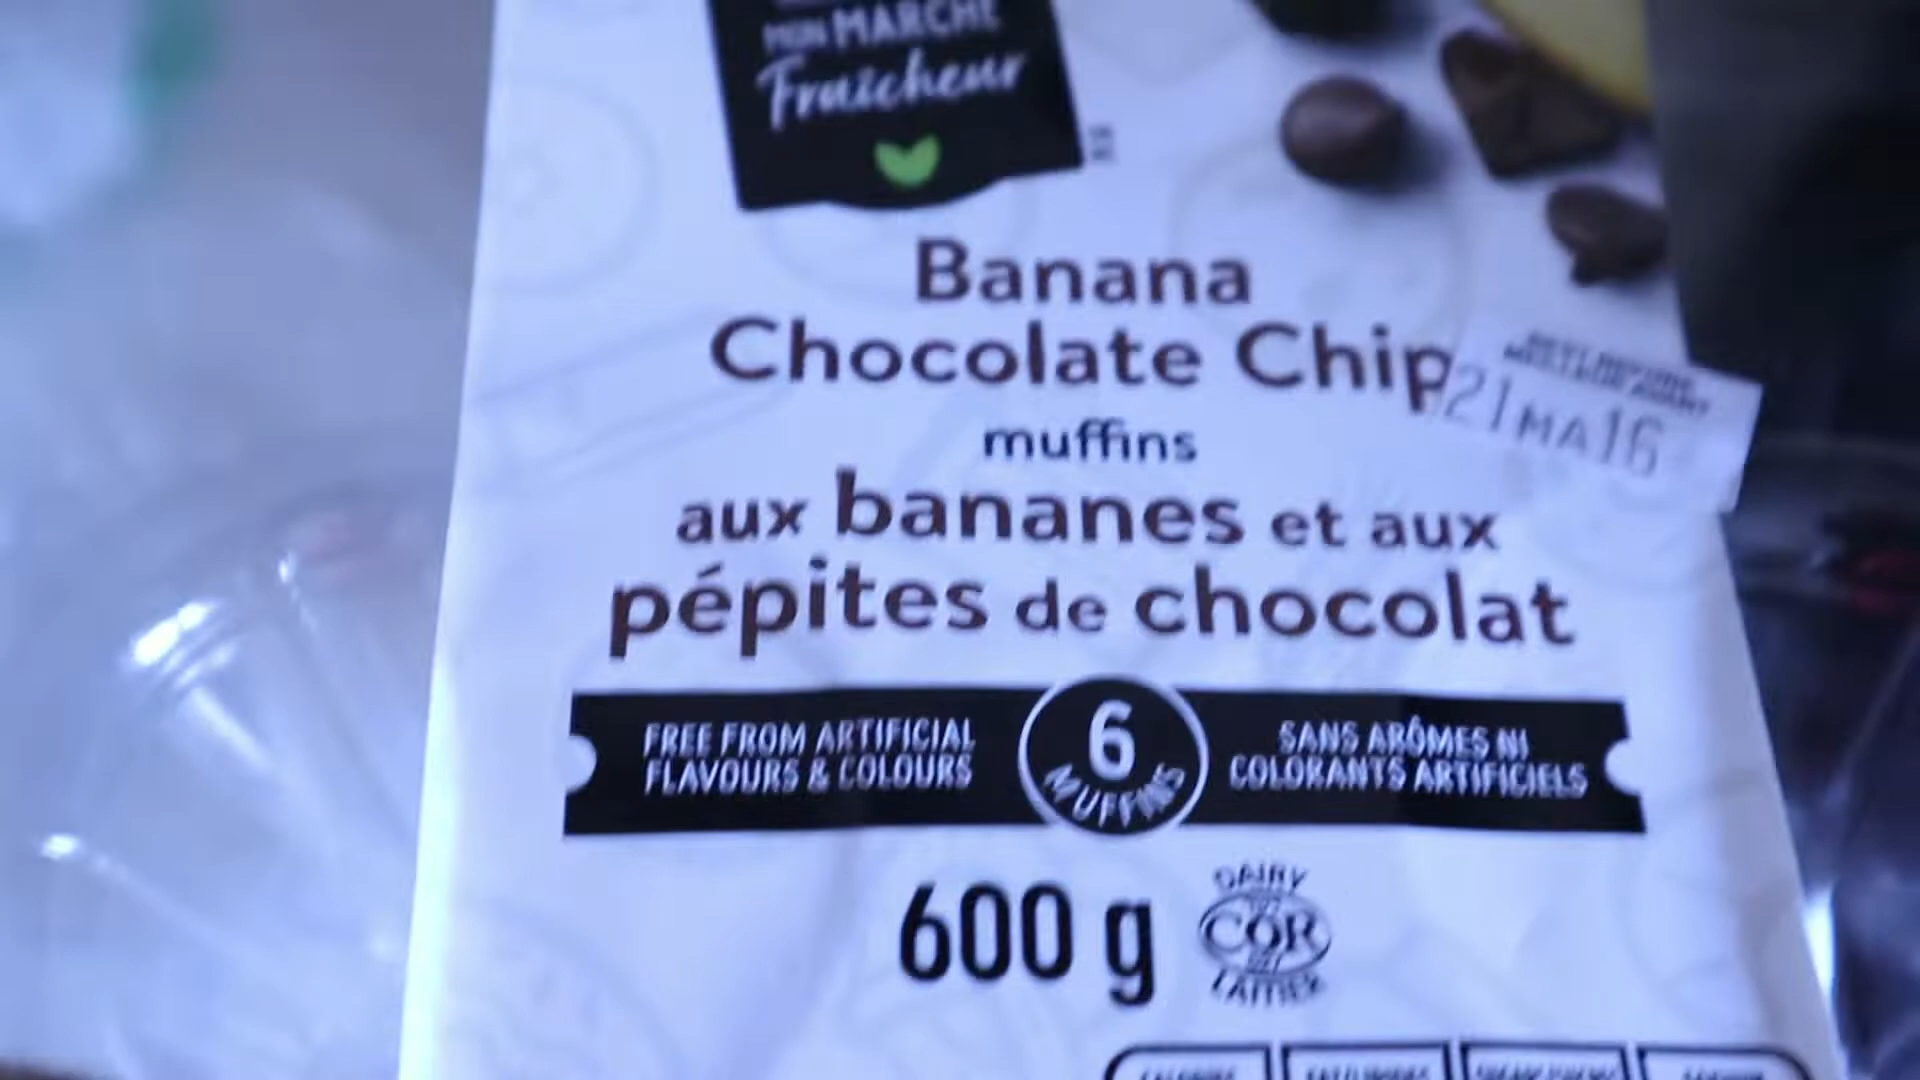 MON MARCHÉ
Fraîcheur
Banana
Chocolate Chip
muffins
aux bananes et aux
pépites de chocolat
21 MA 16
FREE FROM ARTIFICIAL
FLAVOURS & COLOURS
6
MUFFINS
SANS ARÔMES NI
COLORANTS ARTIFICIELS
600 g
DAIRY
COR
LAITIER